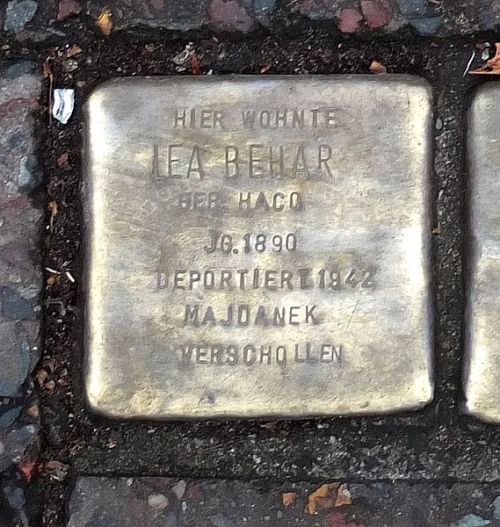 HIER WOHNTE
LEA BEHAR
GEB. HACO
JG. 1890
DEPORTIERT 1942
MAJDANEK
VERSCHOLLEN